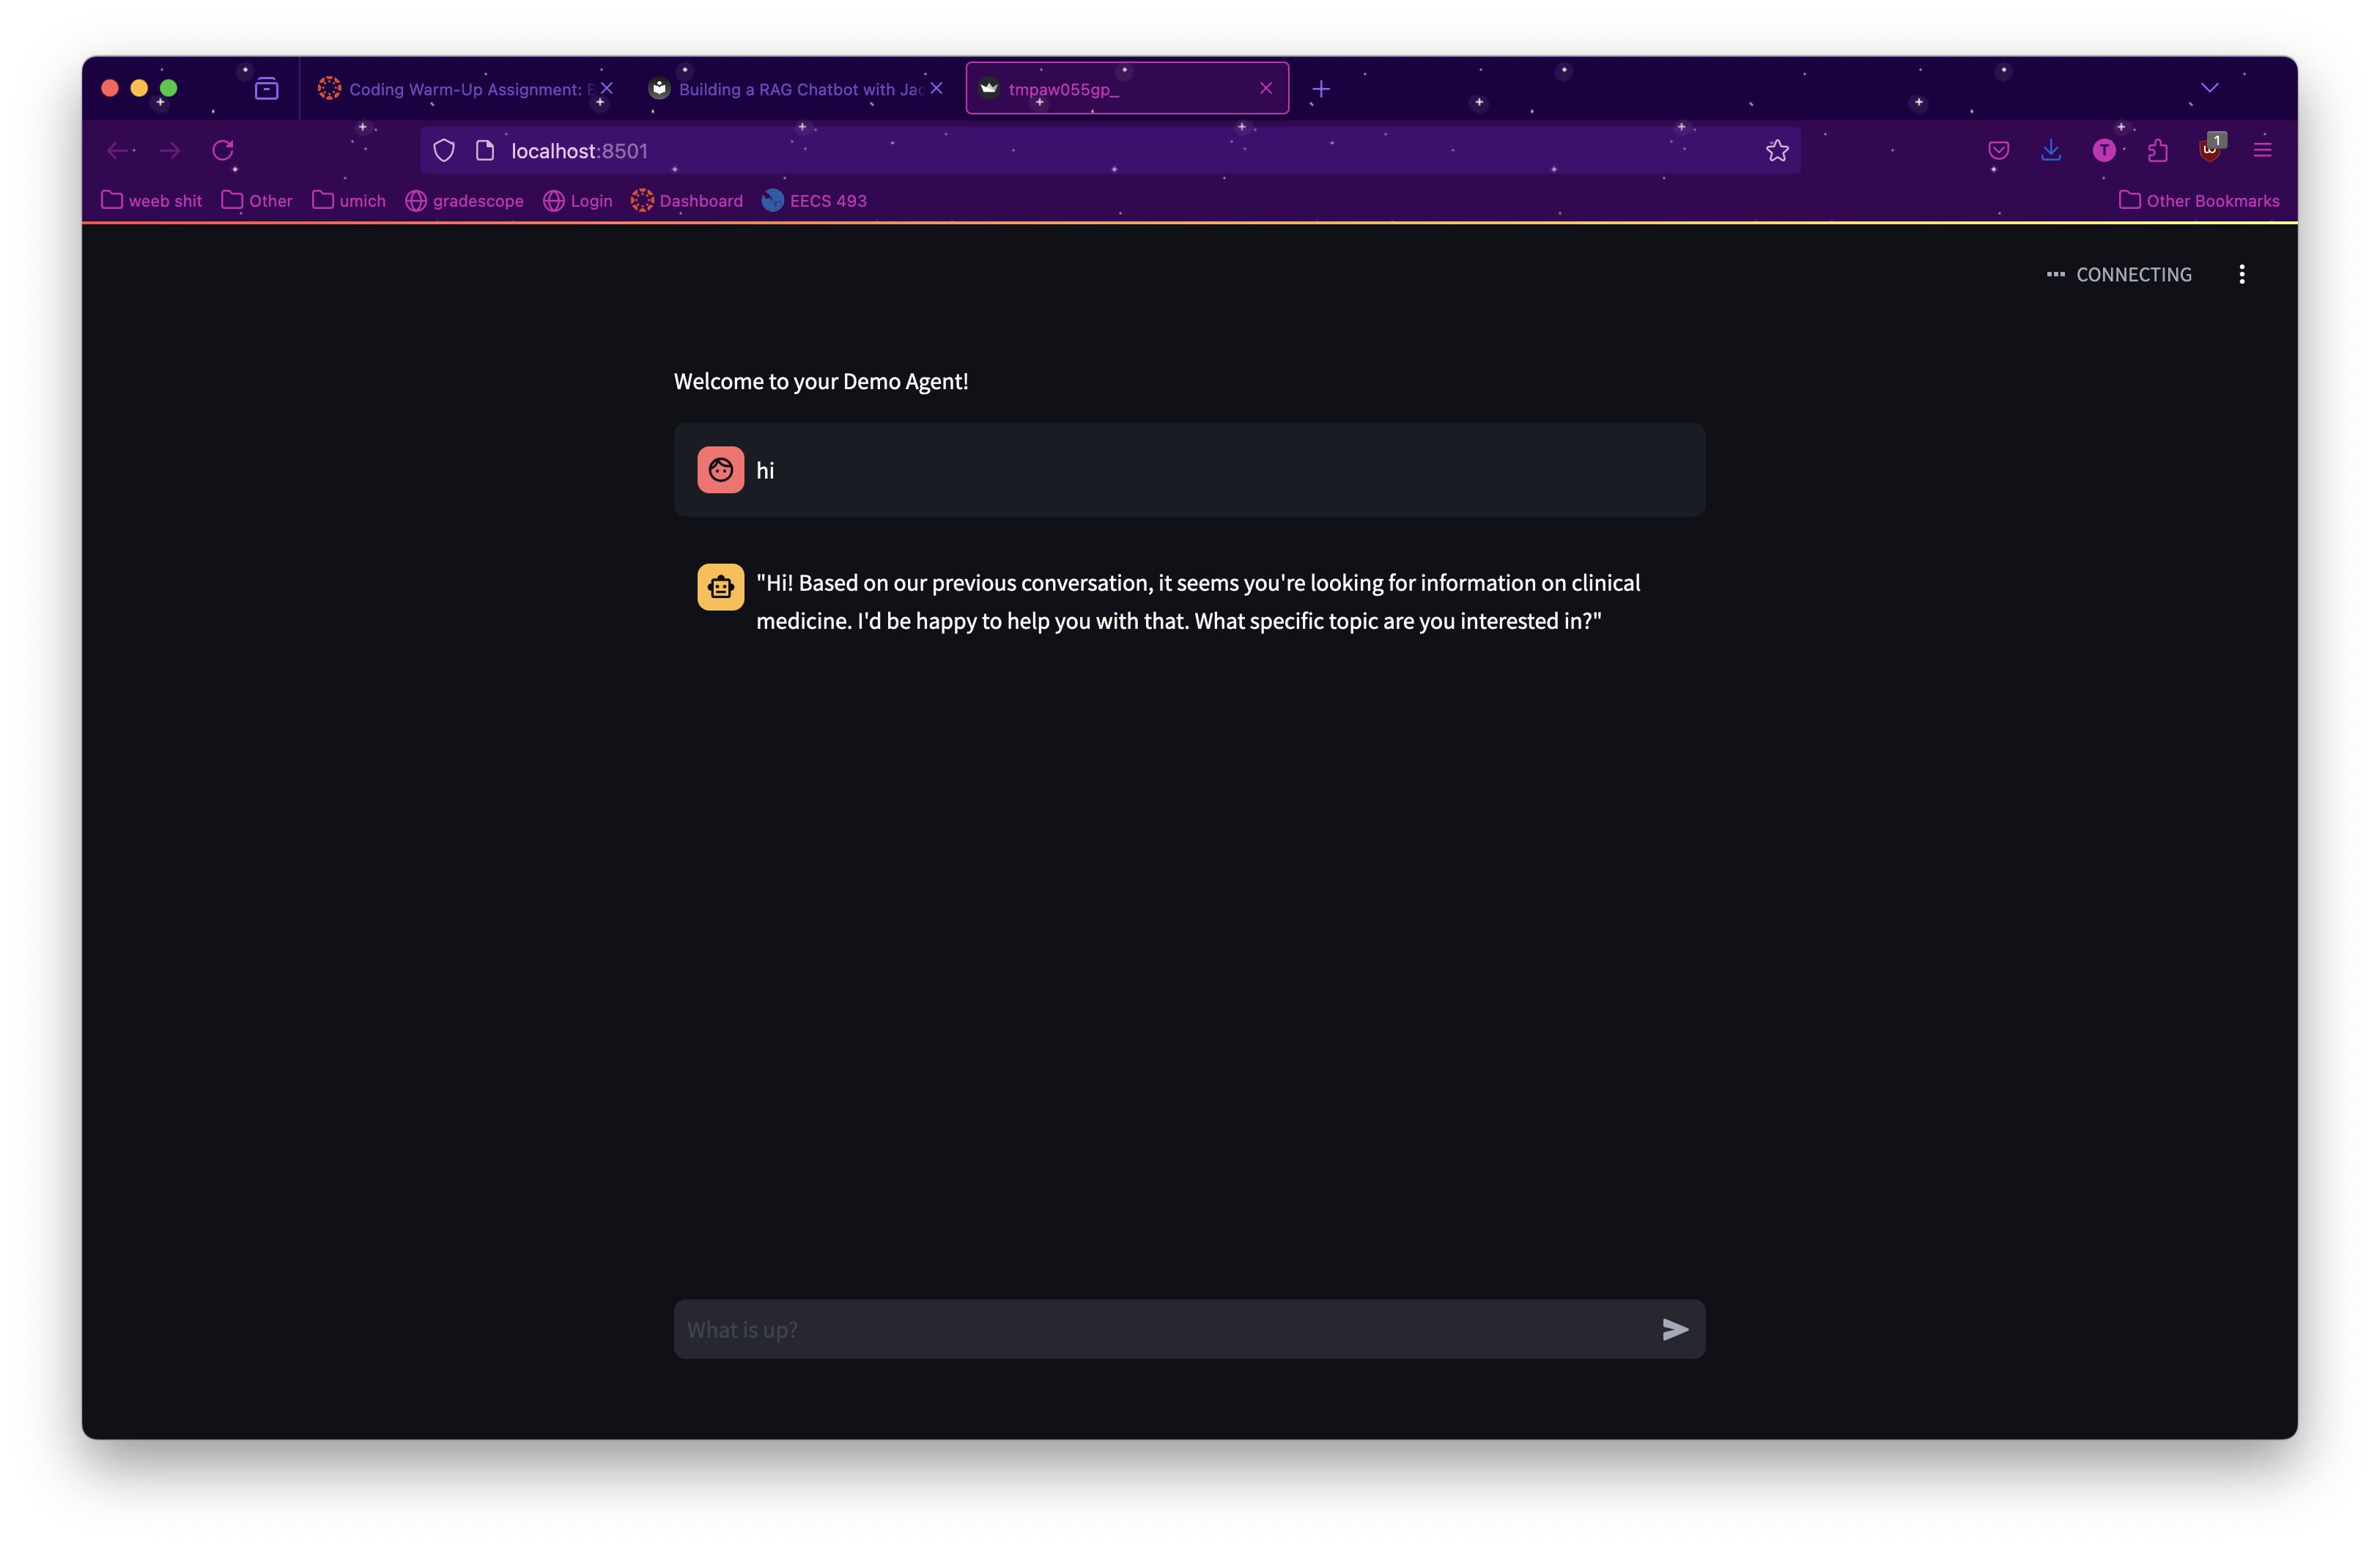 Coding Warm-Up Assignment:
Building a RAG Chatbot with Jac
tmpaw055gp_
localhost:8501
T
1
weeb shit
Other
umich
gradescope
Login
Dashboard
EECS 493
Other Bookmarks
CONNECTING
Welcome to your Demo Agent!
hi
"Hi! Based on our previous conversation, it seems you're looking for information on clinical
medicine. I'd be happy to help you with that. What specific topic are you interested in?"
What is up?